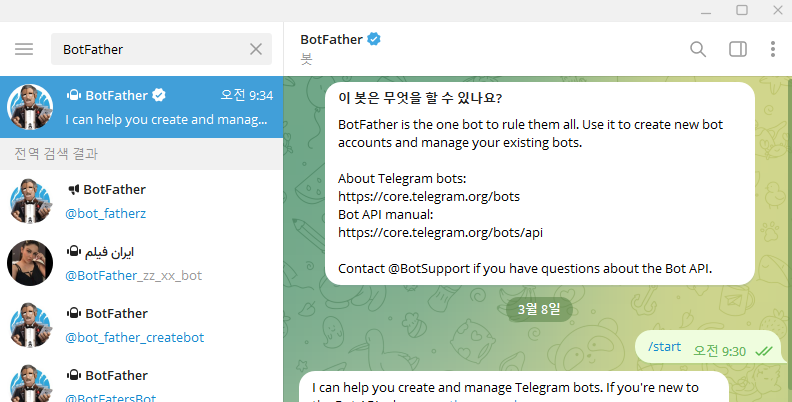 BotFather
BotFather
오전 9:34
I can help you create and manag...
전역 검색 결과
BotFather
@bot_fatherz
ایران فیلم
@BotFather_zz_xx_bot
BotFather
@bot_father_createbot
BotFather
@BotFatersBot
BotFather
봇
이 봇은 무엇을 할 수 있나요?
BotFather is the one bot to rule them all. Use it to create new bot
accounts and manage your existing bots.
About Telegram bots:
https://core.telegram.org/bots
Bot API manual:
https://core.telegram.org/bots/api
Contact @BotSupport if you have questions about the Bot API.
3월 8일
/start
오전 9:30
I can help you create and manage Telegram bots. If you're new to